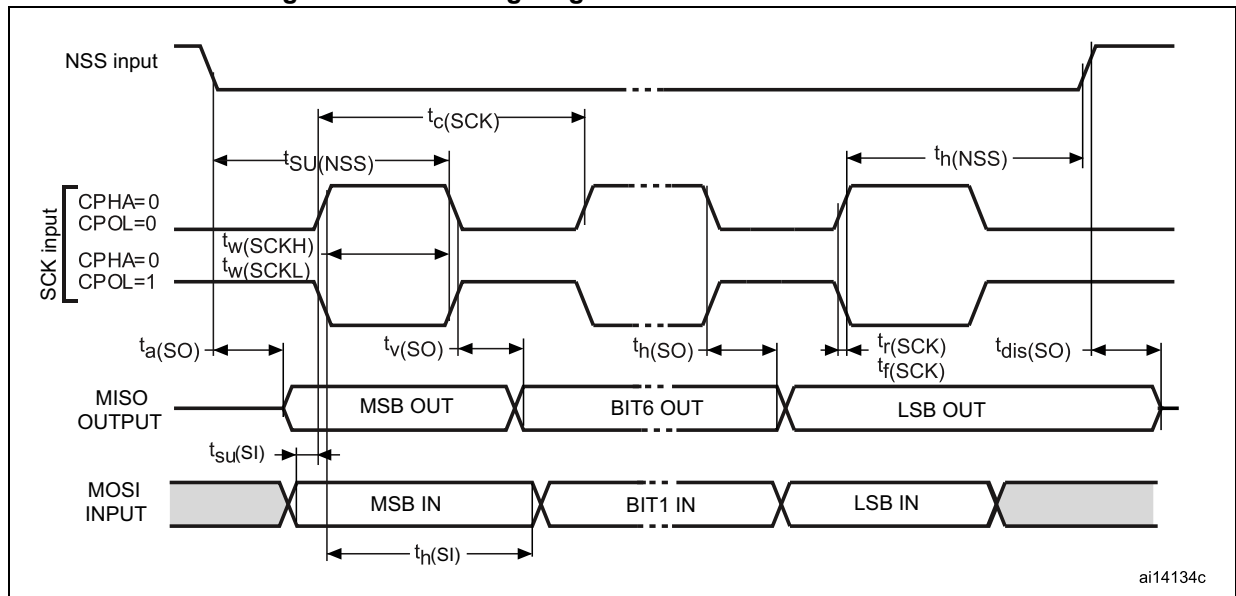 NSS input
tc(SCK)
tSU(NSS)
th(NSS)
SCK input
CPHA=0
CPOL=0
tw(SCKH)
CPHA=0
tw(SCKL)
CPOL=1
ta(SO)
tv(SO)
th(SO)
tr(SCK)
tf(SCK)
tdis(SO)
MISO
OUTPUT
MSB OUT
BIT6 OUT
LSB OUT
tsu(SI)
MOSI
INPUT
MSB IN
BIT1 IN
LSB IN
th(SI)
ai14134c